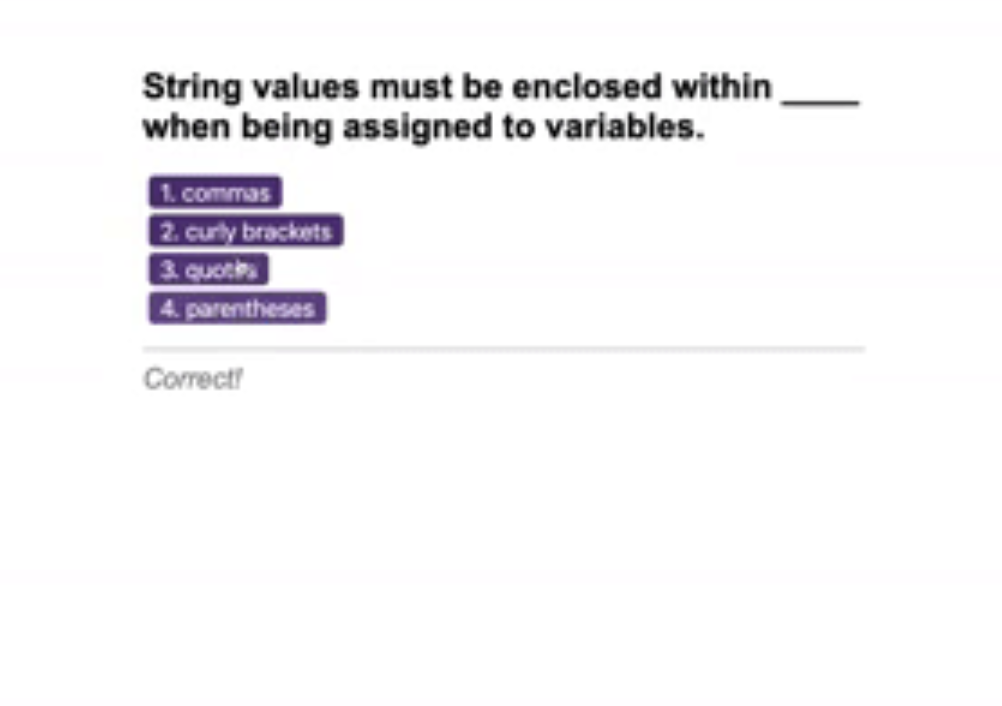 String values must be enclosed within ____
when being assigned to variables.
1. commas
2. curly brackets
3. quotes
4. parentheses
Correct!